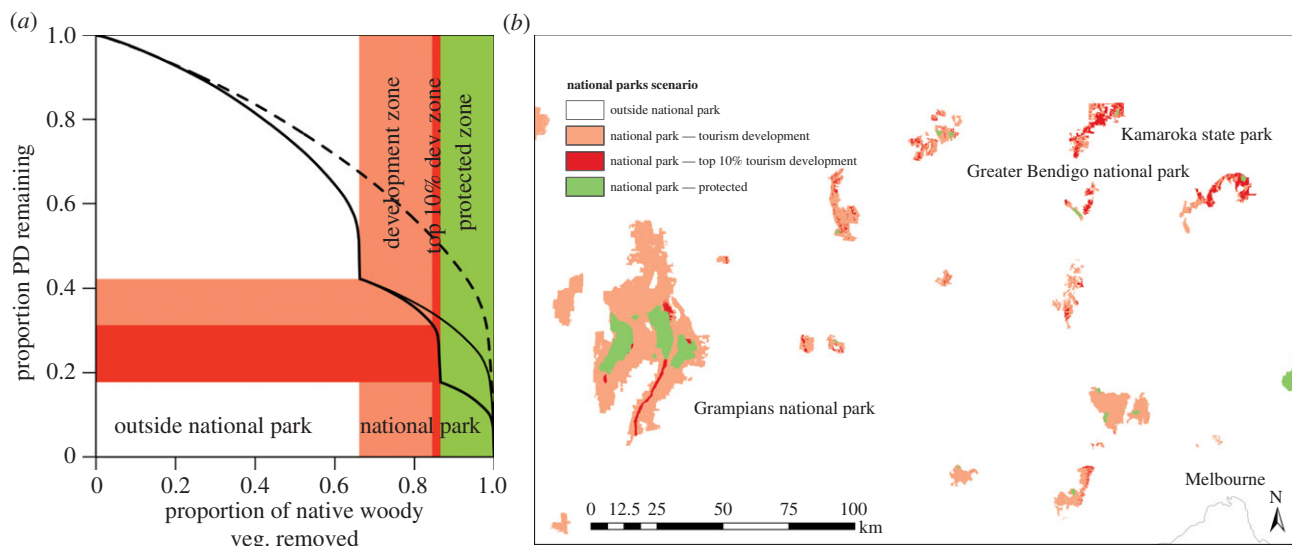 (a)
1.0
0.8
0.6
0.4
0.2
0
proportion PD remaining
development zone
top 10% dev. zone
protected zone
outside national park
national park
0
0.2
0.4
0.6
0.8
1.0
proportion of native woody
veg. removed
(b)
national parks scenario
outside national park
national park — tourism development
national park — top 10% tourism development
national park — protected
Kamaroka state park
Greater Bendigo national park
Grampians national park
Melbourne
N
0 12.5 25 50 75 100
km